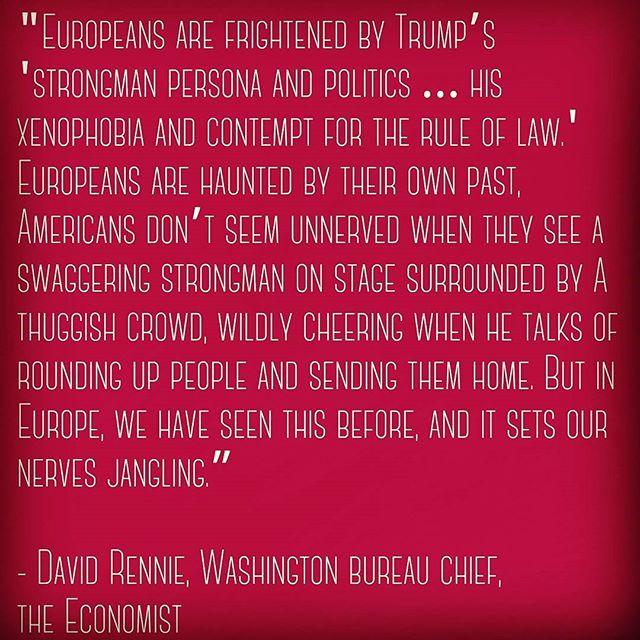 "Europeans are frightened by Trump's
'strongman persona and politics ... his
xenophobia and contempt for the rule of law.'
Europeans are haunted by their own past,
Americans don't seem unnerved when they see a
swaggering strongman on stage surrounded by A
thuggish crowd, wildly cheering when he talks of
rounding up people and sending them home. But in
Europe, we have seen this before, and it sets our
nerves jangling."
- David Rennie, Washington bureau chief,
the Economist